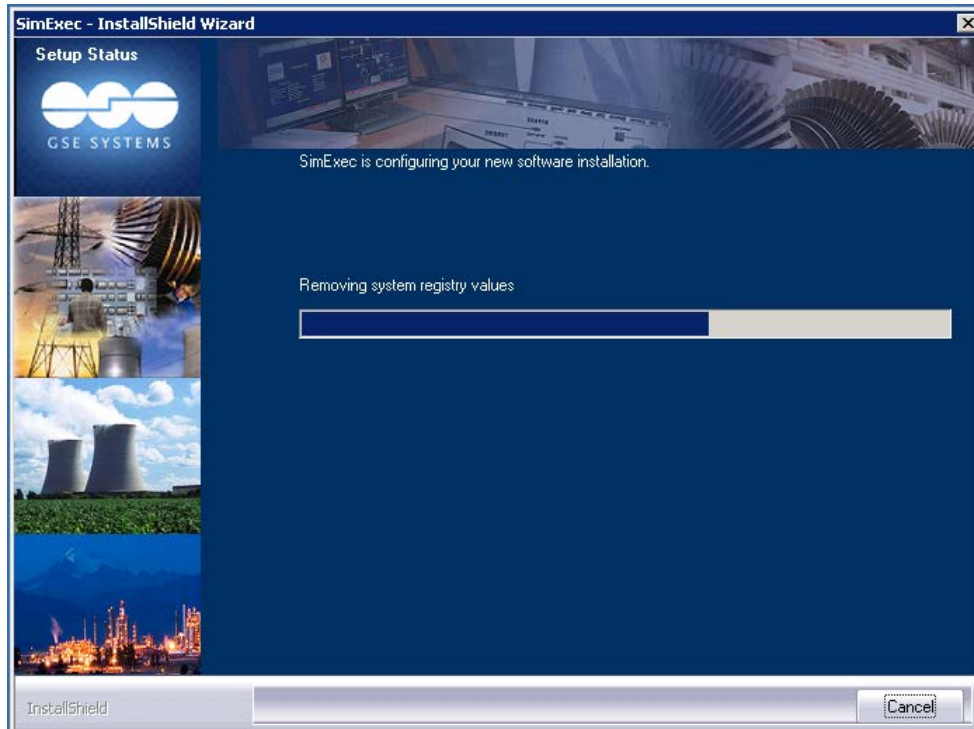 SimExec - InstallShield Wizard
Setup Status
GSE SYSTEMS
SimExec is configuring your new software installation.
Removing system registry values
InstallShield
Cancel